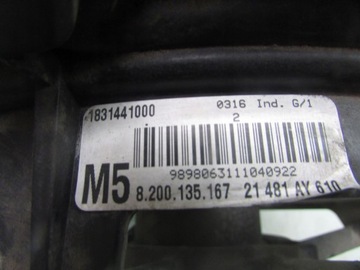 1831441000 0316 Ind. G/1
2
9898063111040922
M5 8.200.135.167 21 481 AY 610